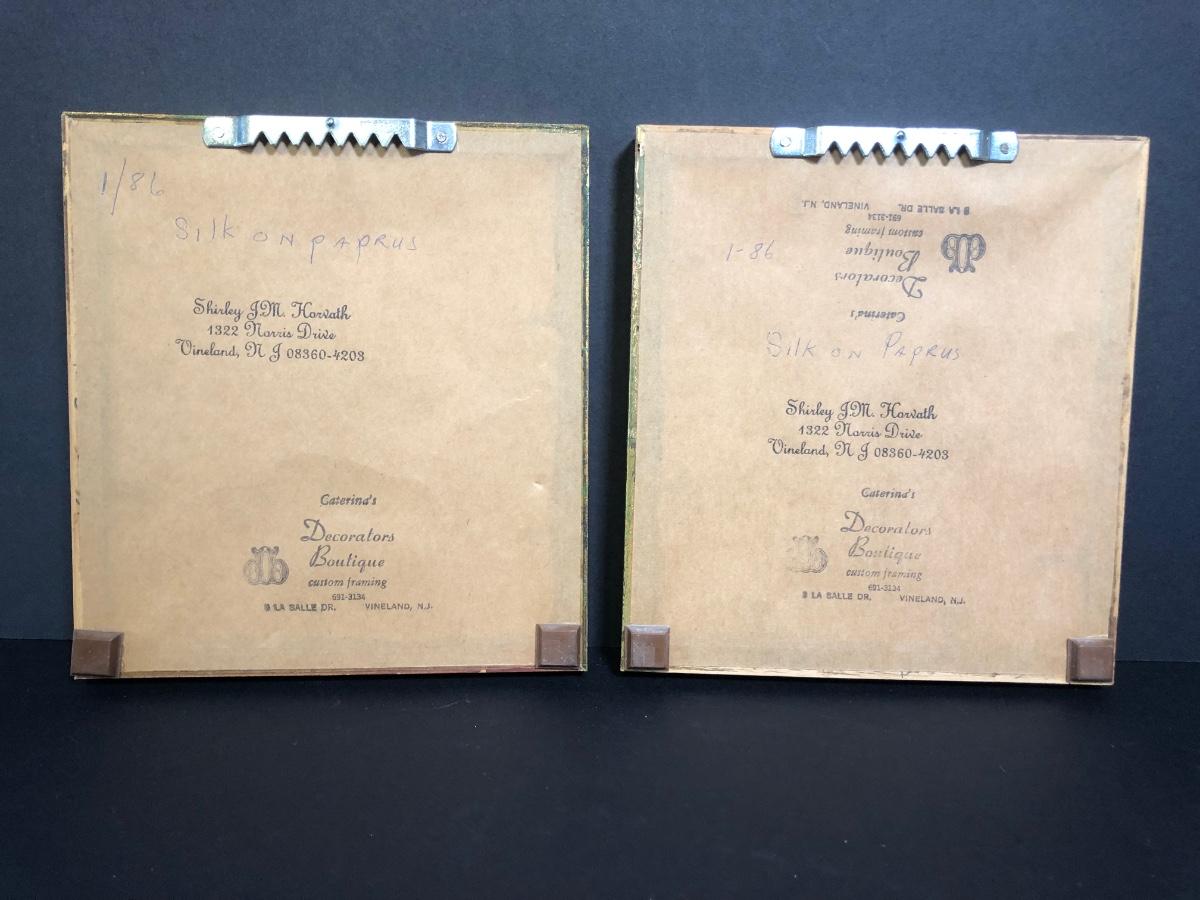 1/86
Silk on paprus
Shirley J.M. Horvath
1322 Norris Drive
Vineland, N J 08360-4203
Caterina's
Decorators
Boutique
custom framing
691-3134
9 LA SALLE DR. VINELAND, N.J.
9 LA SALLE DR. VINELAND, N.J.
691-3134
custom framing
Boutique
Decorators
Caterina's
1-86
Silk on Paprus
Shirley J.M. Horvath
1322 Norris Drive
Vineland, N J 08360-4203
Caterina's
Decorators
Boutique
custom framing
691-3134
9 LA SALLE DR. VINELAND, N.J.